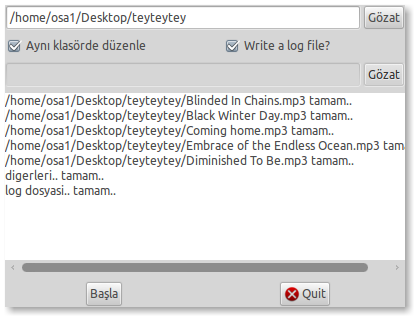 /home/osa1/Desktop/teyteytey Gözat
Aynı klasörde düzenle Write a log file?
Gözat
/home/osa1/Desktop/teyteytey/Blinded In Chains.mp3 tamam..
/home/osa1/Desktop/teyteytey/Black Winter Day.mp3 tamam..
/home/osa1/Desktop/teyteytey/Coming home.mp3 tamam..
/home/osa1/Desktop/teyteytey/Embrace of the Endless Ocean.mp3 tama
/home/osa1/Desktop/teyteytey/Diminished To Be.mp3 tamam..
digerleri.. tamam..
log dosyasi.. tamam..
Başla Quit